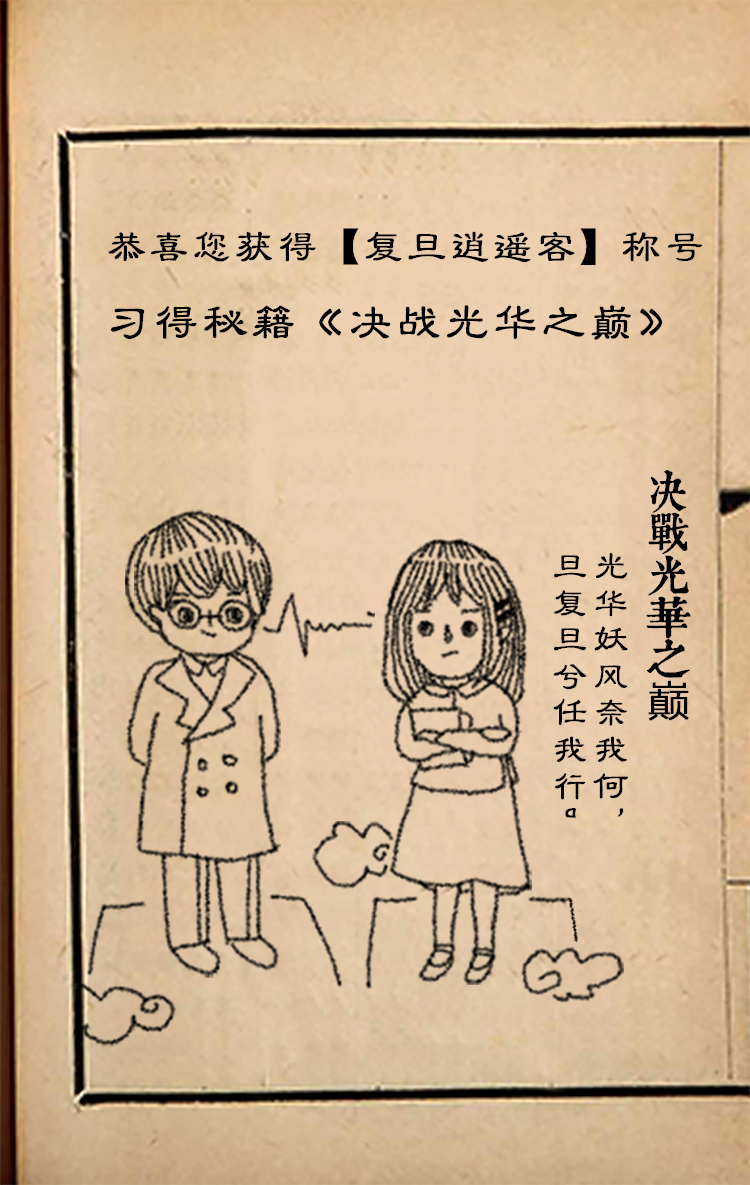 恭喜您获得【复旦逍遥客】称号
习得秘籍《决战光华之巅》
决戰光華之巅
光华妖风奈我何，
旦复旦兮任我行。